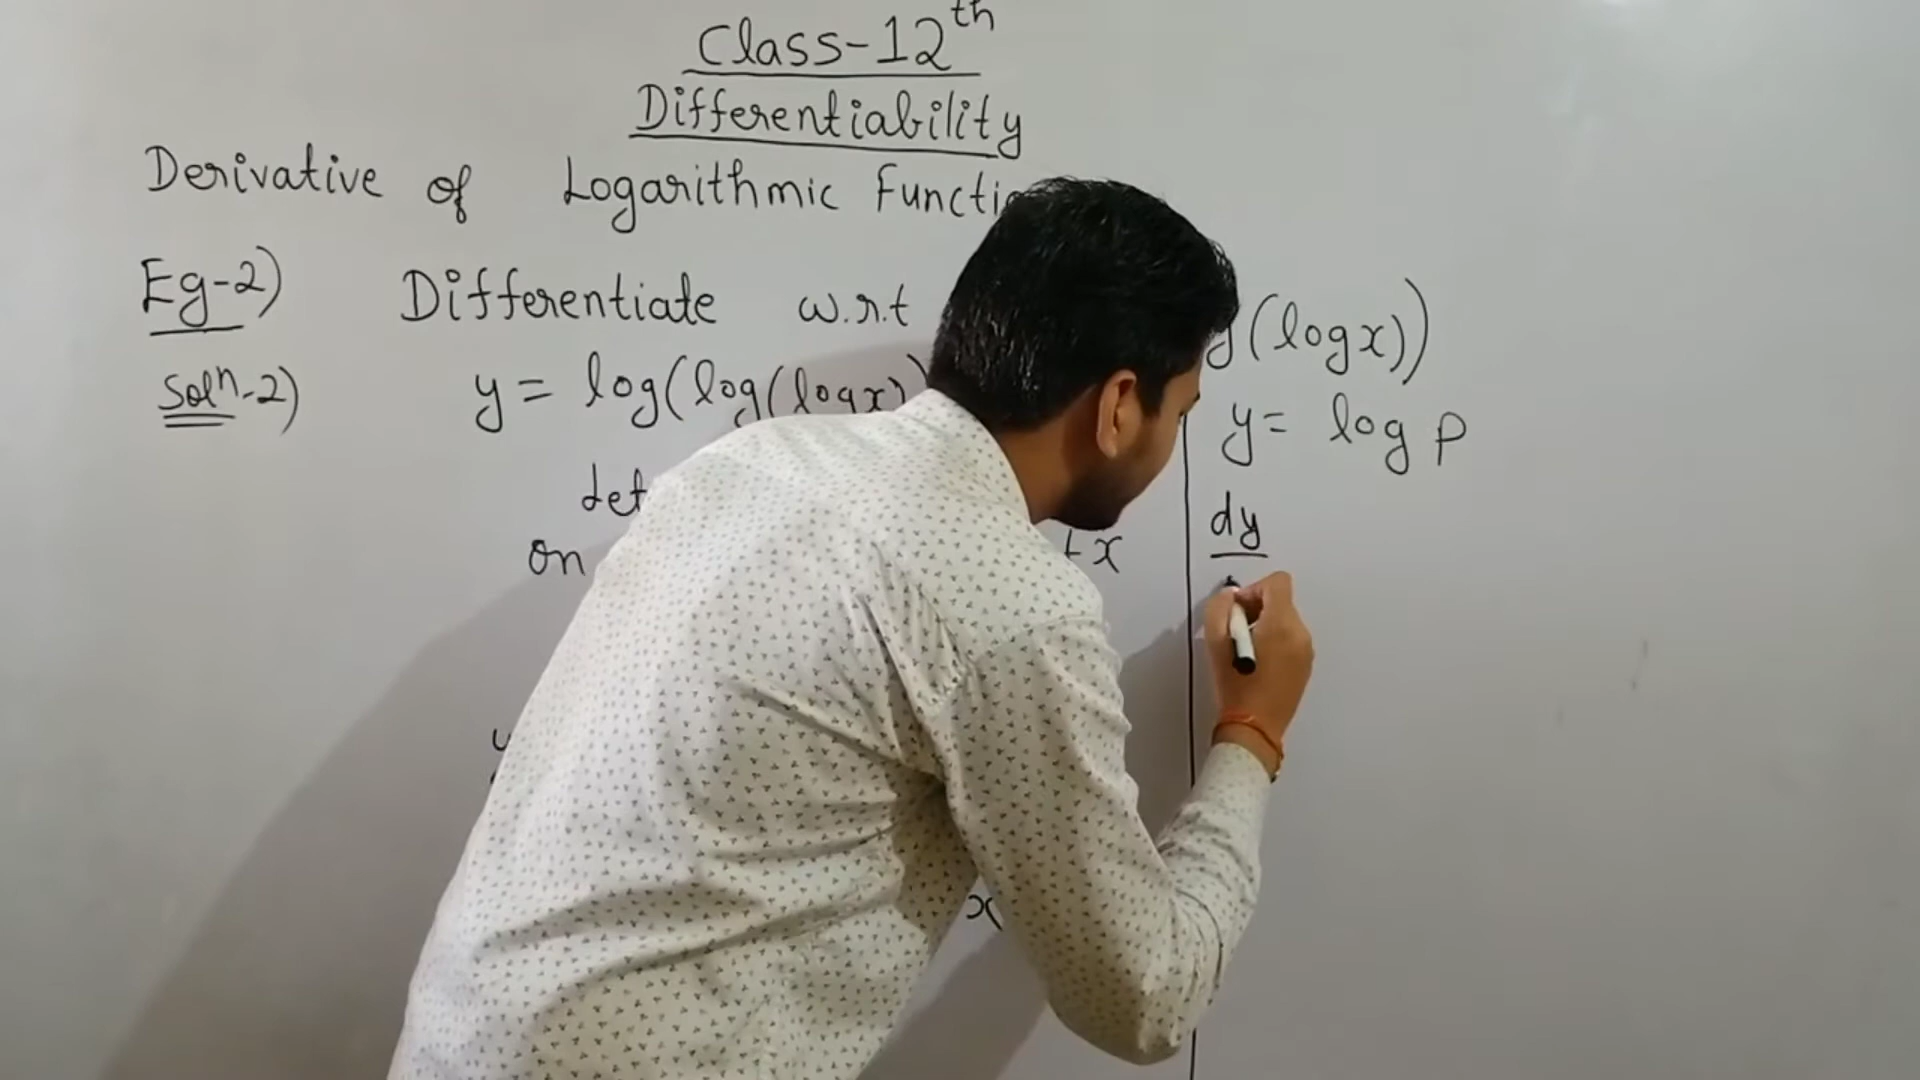 Class-12th
Differentiability
Derivative of Logarithmic Functi
Eg-2) Differentiate w.r.t (logx))
Soln-2) y = log(log(logx)
y = log p
let
dy
on x
x